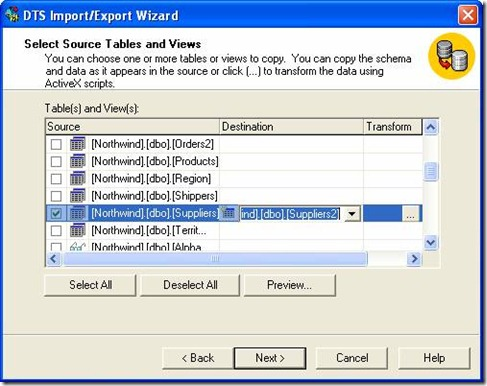 DTS Import/Export Wizard
Select Source Tables and Views
You can choose one or more tables or views to copy. You can copy the schema
and data as it appears in the source or click (...) to transform the data using
ActiveX scripts.
Table(s) and View(s):
Source Destination Transform
[Northwind].[dbo].[Orders2]
[Northwind].[dbo].[Products]
[Northwind].[dbo].[Region]
[Northwind].[dbo].[Shippers]
[Northwind].[dbo].[Suppliers] ind].[dbo].[Suppliers2] ...
[Northwind].[dbo].[Territ...
[Northwind].[dbo].[Alpha
Select All Deselect All Preview...
< Back Next > Cancel Help